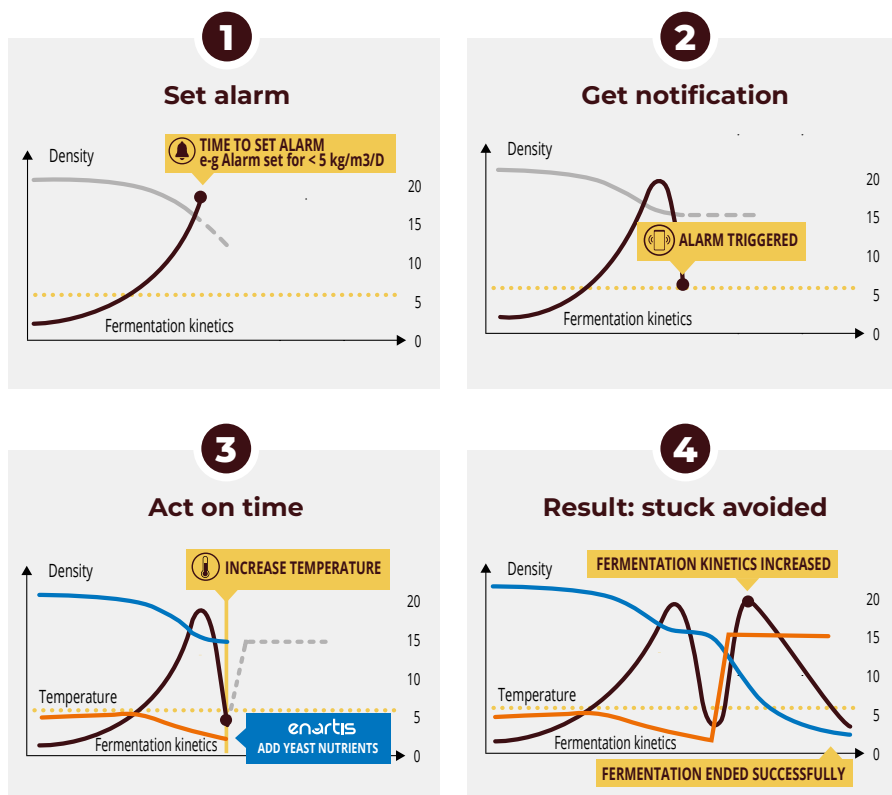 1
Set alarm
Density
TIME TO SET ALARM
e-g Alarm set for < 5 kg/m3/D
20
15
10
5
0
Fermentation kinetics
2
Get notification
Density
ALARM TRIGGERED
20
15
10
5
0
Fermentation kinetics
3
Act on time
Density
INCREASE TEMPERATURE
20
15
10
5
0
Temperature
Fermentation kinetics
enartis
ADD YEAST NUTRIENTS
4
Result: stuck avoided
Density
FERMENTATION KINETICS INCREASED
20
15
10
5
0
Temperature
Fermentation kinetics
FERMENTATION ENDED SUCCESSFULLY